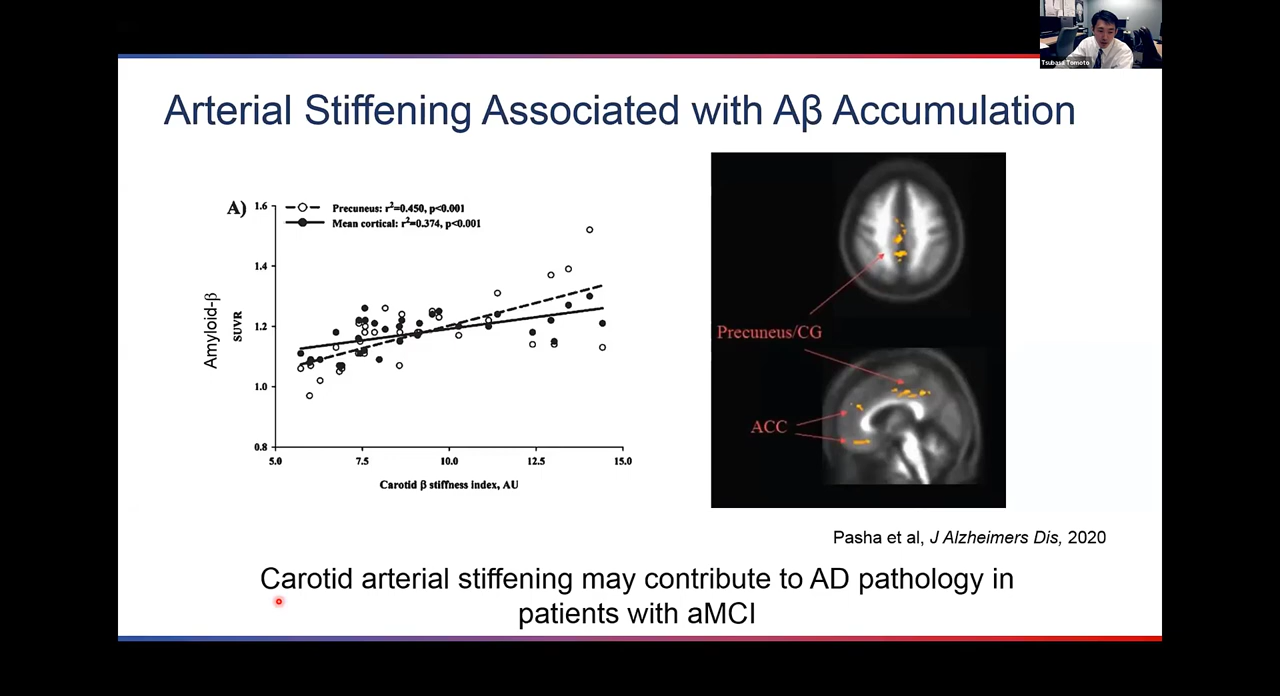 Tsubasa Tomoto
Arterial Stiffening Associated with Aβ Accumulation
A)
1.6
1.4
1.2
1.0
0.8
Amyloid-β
SUVR
Precuneus: r²=0.450, p<0.001
Mean cortical: r²=0.374, p<0.001
5.0 7.5 10.0 12.5 15.0
Carotid β stiffness index, AU
Precuneus/CG
ACC
Pasha et al, J Alzheimers Dis, 2020
Carotid arterial stiffening may contribute to AD pathology in
patients with aMCI